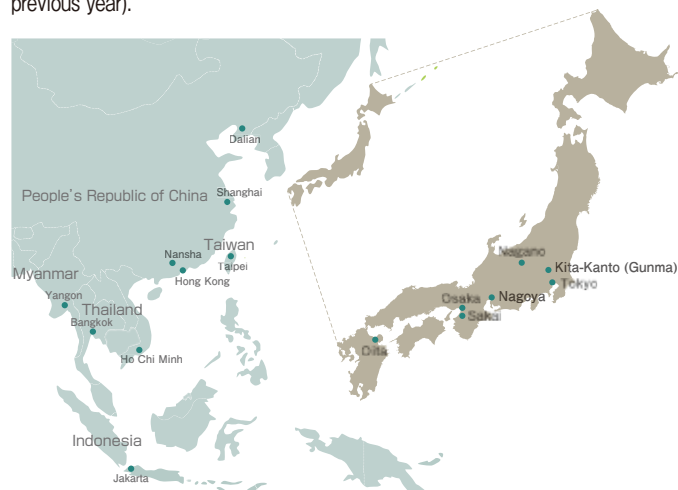 previous year).
Dalian
People's Republic of China
Shanghai
Nansha
Taiwan
Taipei
Hong Kong
Myanmar
Yangon
Thailand
Bangkok
Ho Chi Minh
Indonesia
Jakarta
Nagano
Kita-Kanto (Gunma)
Tokyo
Osaka
Nagoya
Sakai
Oita